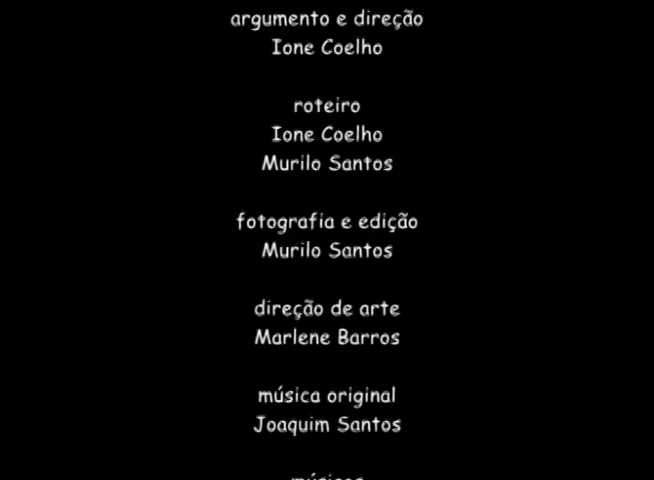 argumento e direção
Ione Coelho
roteiro
Ione Coelho
Murilo Santos
fotografia e edição
Murilo Santos
direção de arte
Marlene Barros
música original
Joaquim Santos